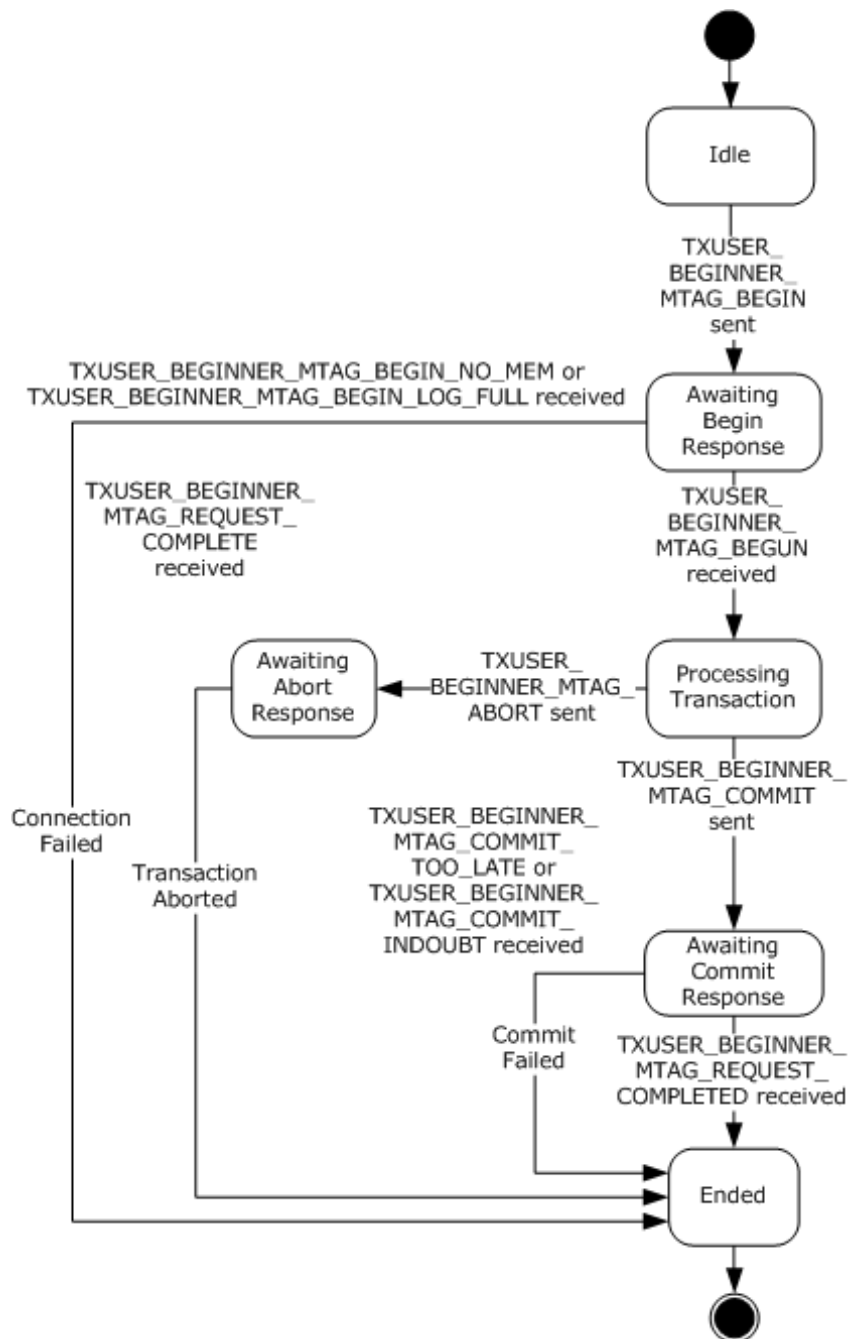 Idle
TXUSER_
BEGINNER_
MTAG_BEGIN
sent
TXUSER_BEGINNER_MTAG_BEGIN_NO_MEM or
TXUSER_BEGINNER_MTAG_BEGIN_LOG_FULL received
Awaiting
Begin
Response
TXUSER_BEGINNER_
MTAG_REQUEST_
COMPLETE
received
TXUSER_
BEGINNER_
MTAG_BEGUN
received
Awaiting
Abort
Response
TXUSER_
BEGINNER_MTAG_
ABORT sent
Processing
Transaction
TXUSER_BEGINNER_
MTAG_COMMIT
sent
Connection
Failed
Transaction
Aborted
TXUSER_BEGINNER_
MTAG_COMMIT_
TOO_LATE or
TXUSER_BEGINNER_
MTAG_COMMIT_
INDOUBT received
Awaiting
Commit
Response
Commit
Failed
TXUSER_BEGINNER_
MTAG_REQUEST_
COMPLETED received
Ended